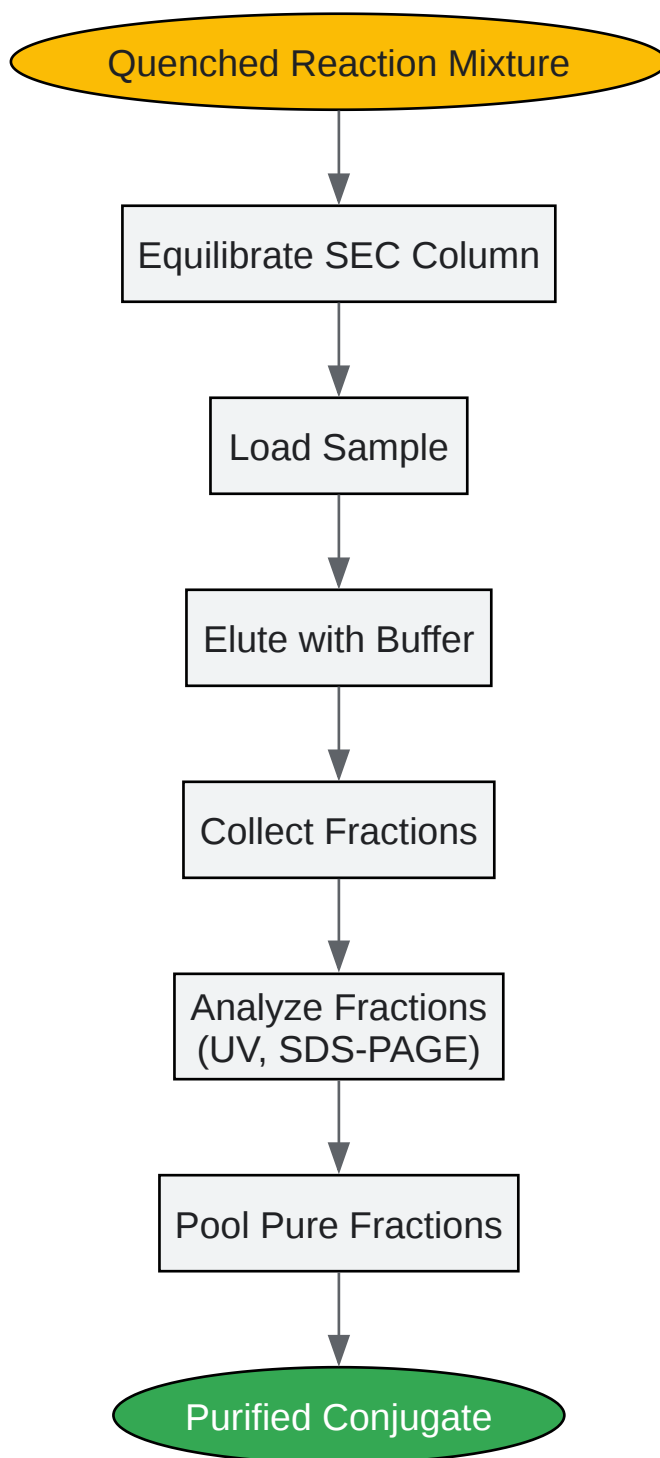 Quenched Reaction Mixture
Equilibrate SEC Column
Load Sample
Elute with Buffer
Collect Fractions
Analyze Fractions
(UV, SDS-PAGE)
Pool Pure Fractions
Purified Conjugate